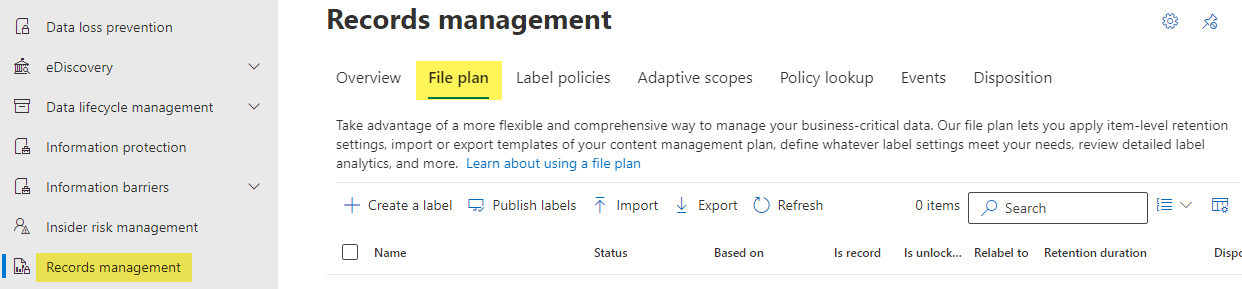 Data loss prevention
eDiscovery
Data lifecycle management
Information protection
Information barriers
Insider risk management
Records management
Records management
Overview File plan Label policies Adaptive scopes Policy lookup Events Disposition
Take advantage of a more flexible and comprehensive way to manage your business-critical data. Our file plan lets you apply item-level retention
settings, import or export templates of your content management plan, define whatever label settings meet your needs, review detailed label
analytics, and more. Learn about using a file plan
Create a label Publish labels Import Export Refresh 0 items Search
Name Status Based on Is record Is unlock... Relabel to Retention duration Dispo